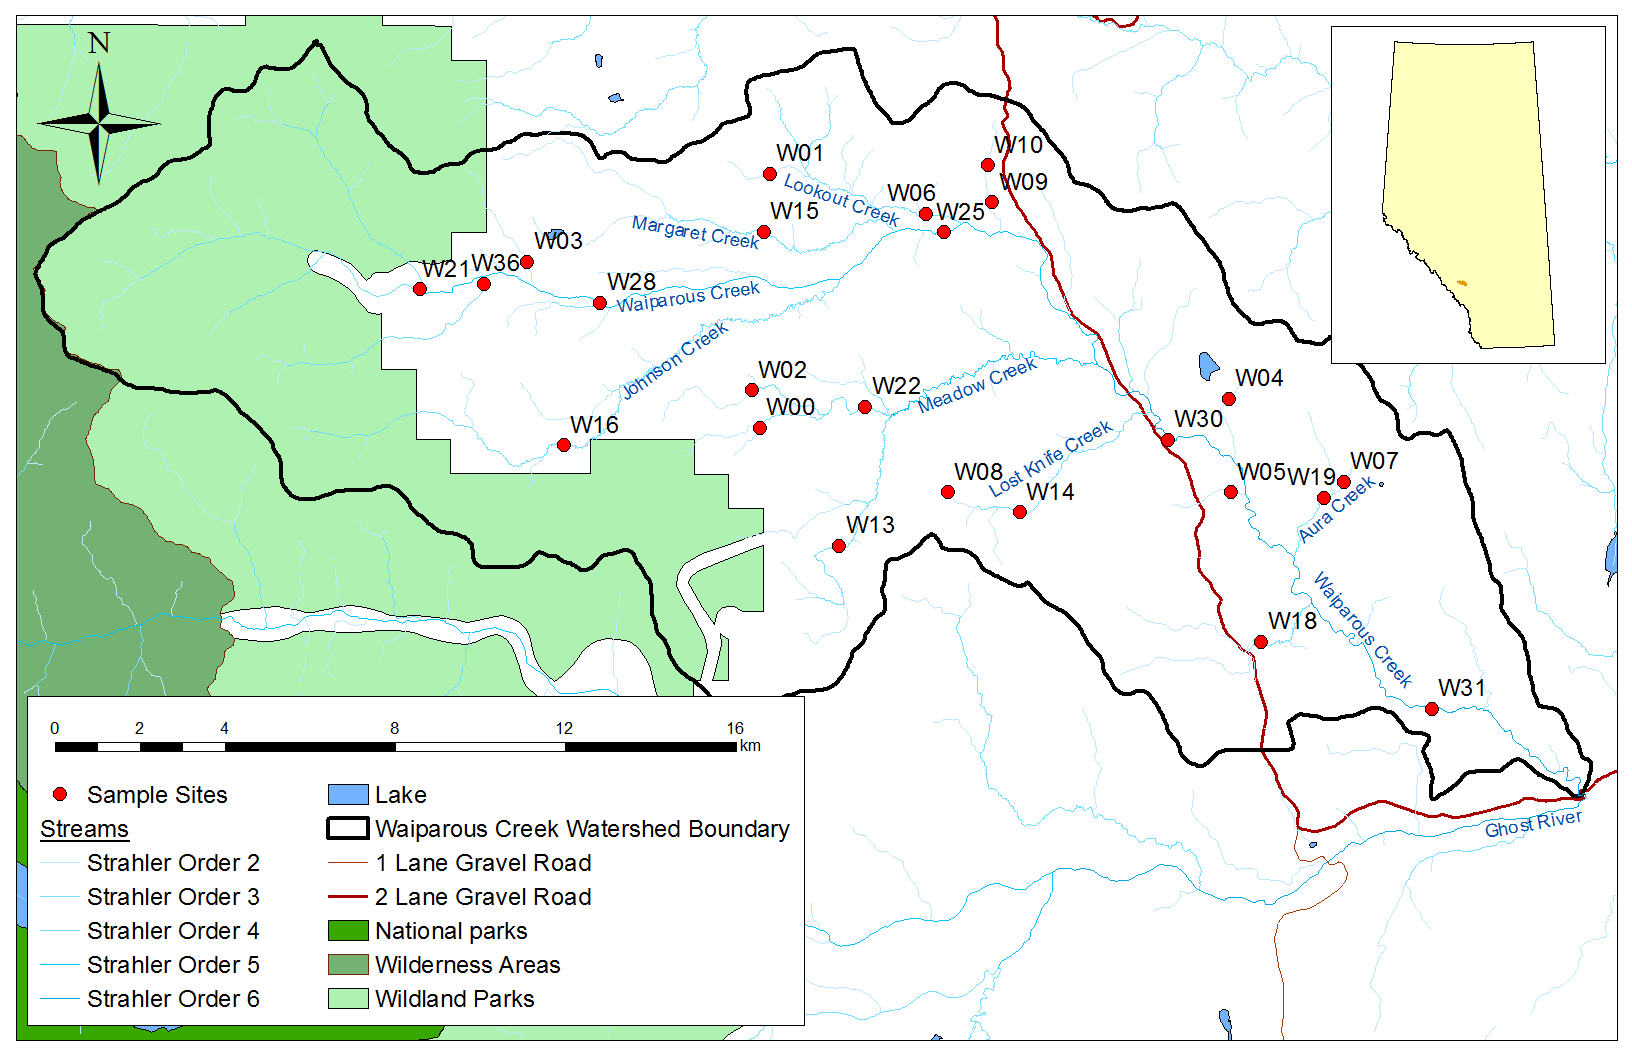 N
W10
W01
W09
Lookout Creek
W06
W25
W15
Margaret Creek
W03
W21
W36
W28
Waiparous Creek
Johnson Creek
W02
W22
Meadow Creek
W04
W00
W16
W30
Lost Knife Creek
W08
W05
W19
W07
W14
Aura Creek
W13
Waiparous Creek
W18
W31
Ghost River
0 2 4 8 12 16
km
Sample Sites
Streams
Strahler Order 2
Strahler Order 3
Strahler Order 4
Strahler Order 5
Strahler Order 6
Lake
Waiparous Creek Watershed Boundary
1 Lane Gravel Road
2 Lane Gravel Road
National parks
Wilderness Areas
Wildland Parks